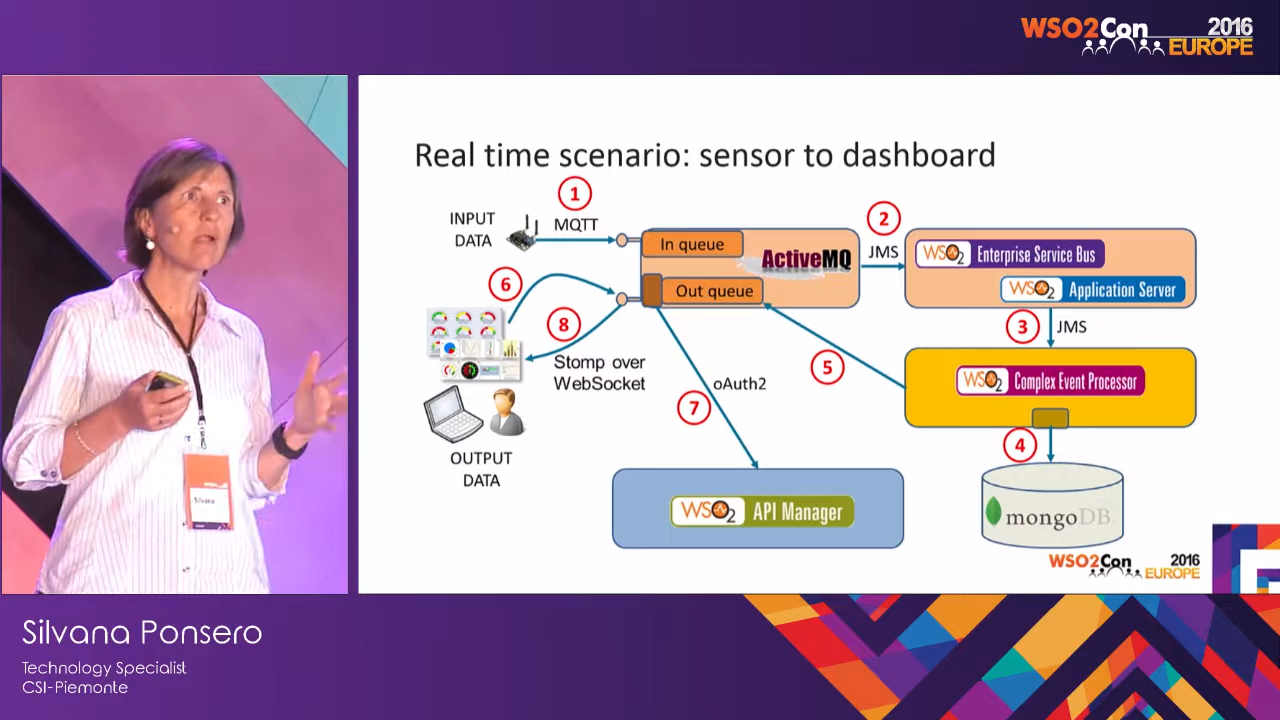 WSO2Con 2016
EUROPE
Real time scenario: sensor to dashboard
1
INPUT
DATA
MQTT
In queue
ActiveMQ
Out queue
2
JMS
WSO2 Enterprise Service Bus
WSO2 Application Server
3
JMS
WSO2 Complex Event Processor
4
mongoDB
5
6
8
Stomp over
WebSocket
oAuth2
7
OUTPUT
DATA
WSO2 API Manager
WSO2Con 2016
EUROPE
Silvana
Silvana Ponsero
Technology Specialist
CSI-Piemonte